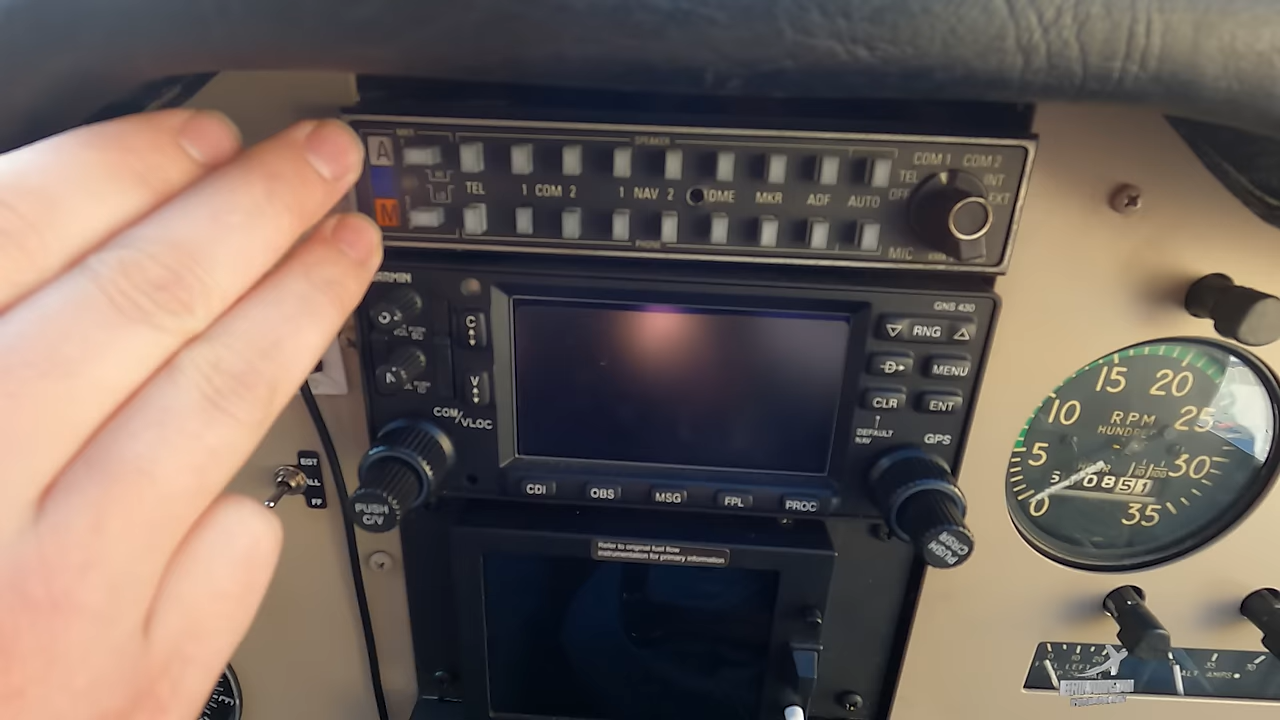 A
MKR
SPEAKER
TEL
1 COM 2
1 NAV 2
DME
MKR
ADF
AUTO
COM 1 COM 2
TEL
INT
OFF
EXT
M
PHONE
MIC
GNS 430
C
RNG
D
MENU
V
CLR
ENT
COM/
VLOC
DEFAULT
NAV
GPS
PUSH
C/V
CDI
OBS
MSG
FPL
PROC
PUSH
CRSR
EGT
ALL
FF
Refer to original fuel flow
instrumentation for primary information
0
5
10
15
20
25
30
35
RPM
ALT AMPS